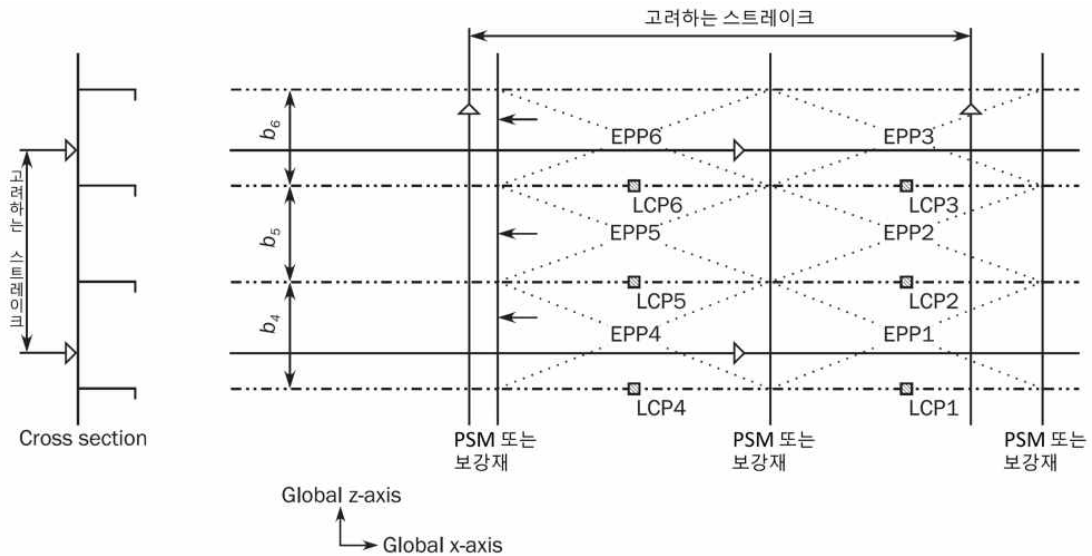 고려하는 스트레이크
b₆
EPP6
EPP3
LCP6
LCP3
고려하는 스트레이크
b₅
EPP5
EPP2
LCP5
LCP2
b₄
EPP4
EPP1
LCP4
LCP1
Cross section
PSM 또는
보강재
PSM 또는
보강재
PSM 또는
보강재
Global z-axis
Global x-axis